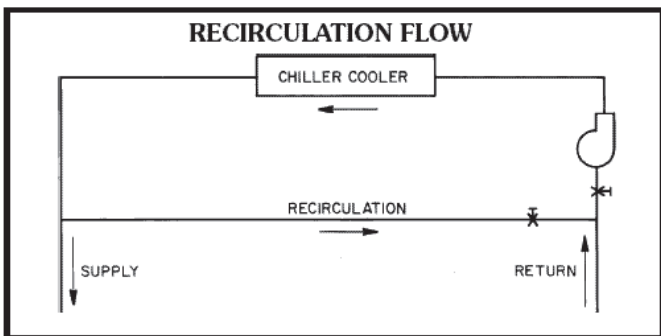 RECIRCULATION FLOW
CHILLER COOLER
RECIRCULATION
SUPPLY
RETURN